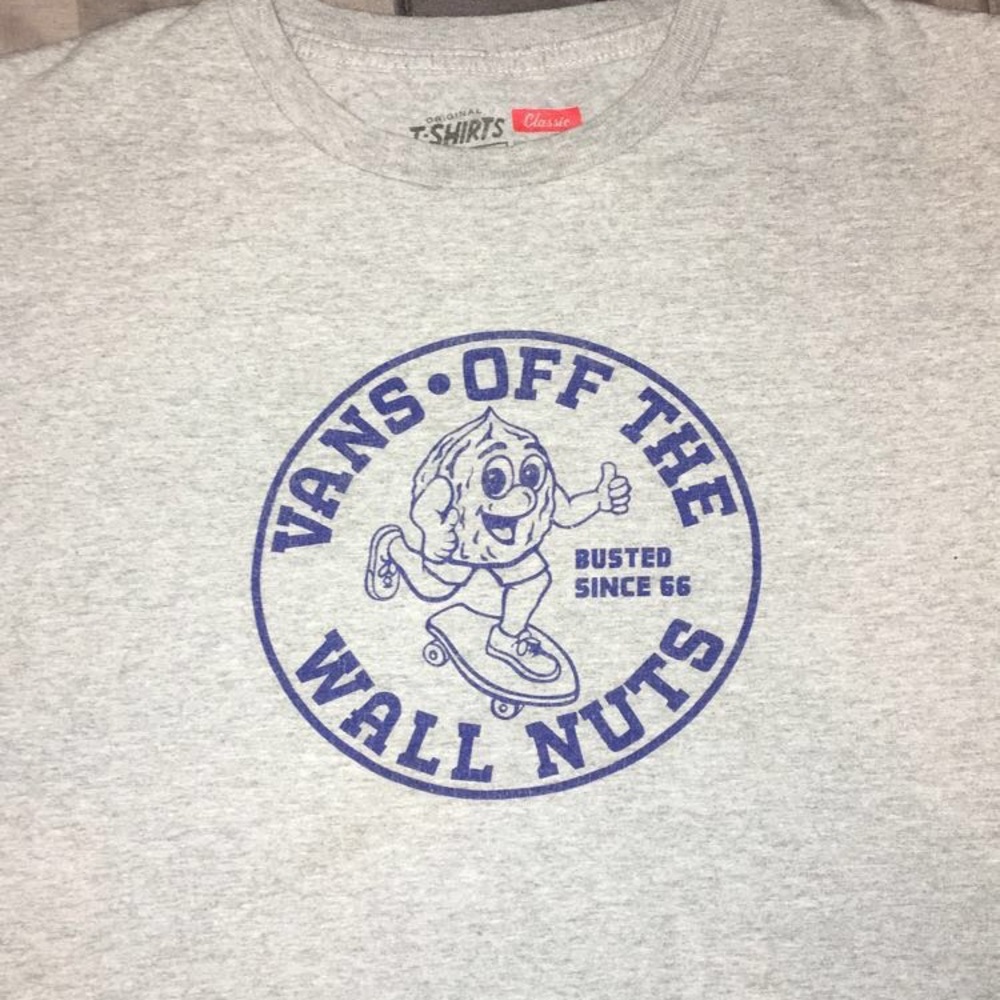 ORIGINAL
T-SHIRTS
Classic
VANS•OFF THE
BUSTED
SINCE 66
WALL NUTS